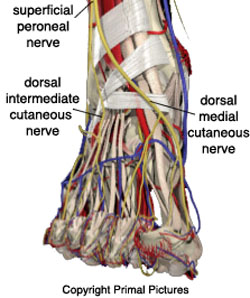 superficial
peroneal
nerve
dorsal
intermediate
cutaneous
nerve
dorsal
medial
cutaneous
nerve
Copyright Primal Pictures